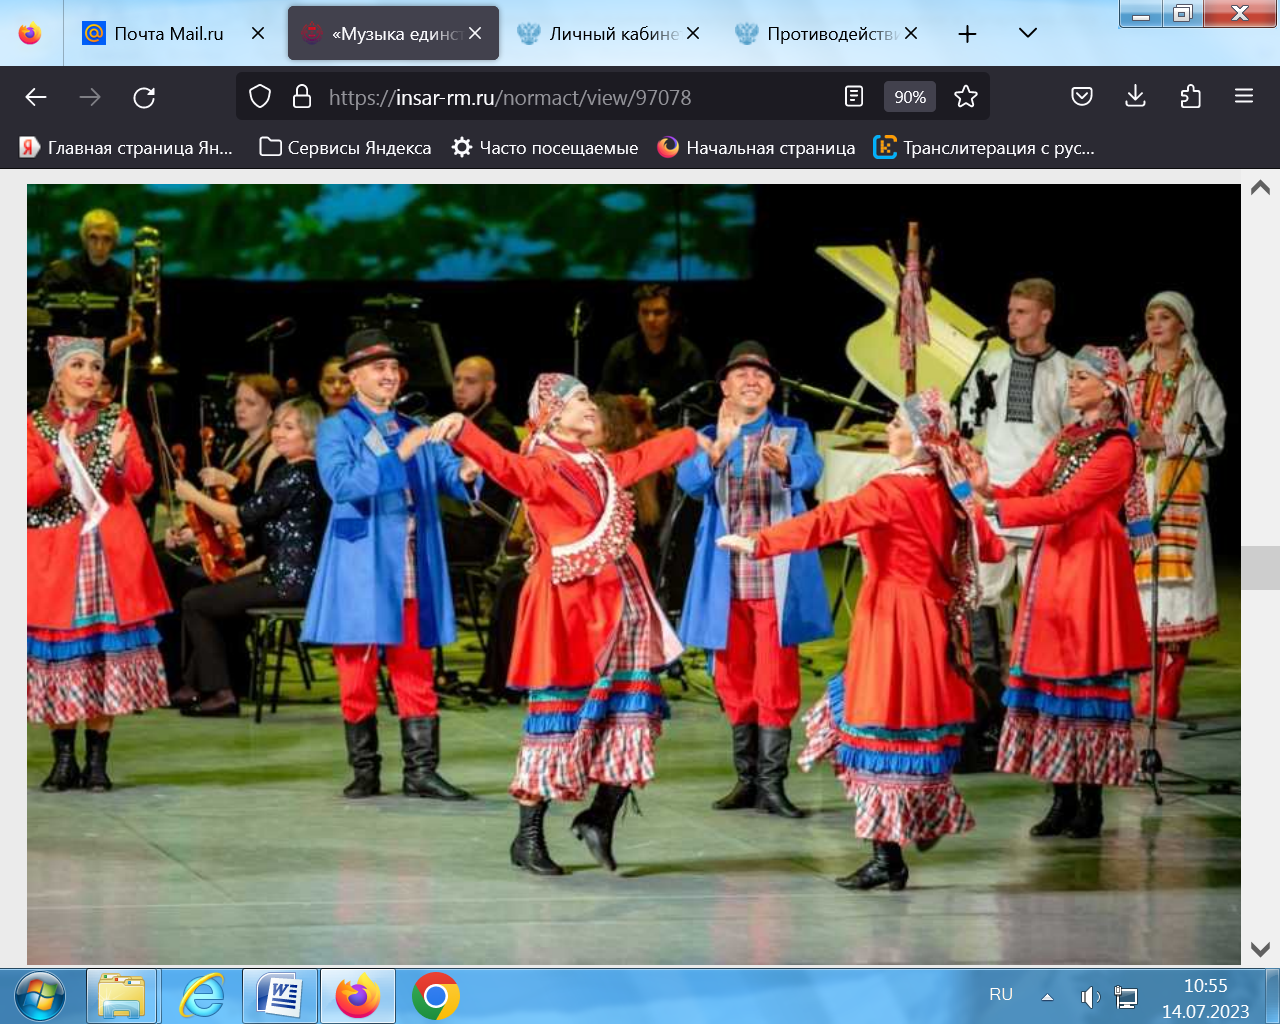 Почта Mail.ru
«Музыка единст
Личный кабине
Противодействи
https://insar-rm.ru/normact/view/97078
90%
Главная страница Ян...
Сервисы Яндекса
Часто посещаемые
Начальная страница
Транслитерация с рус...
RU
10:55
14.07.2023